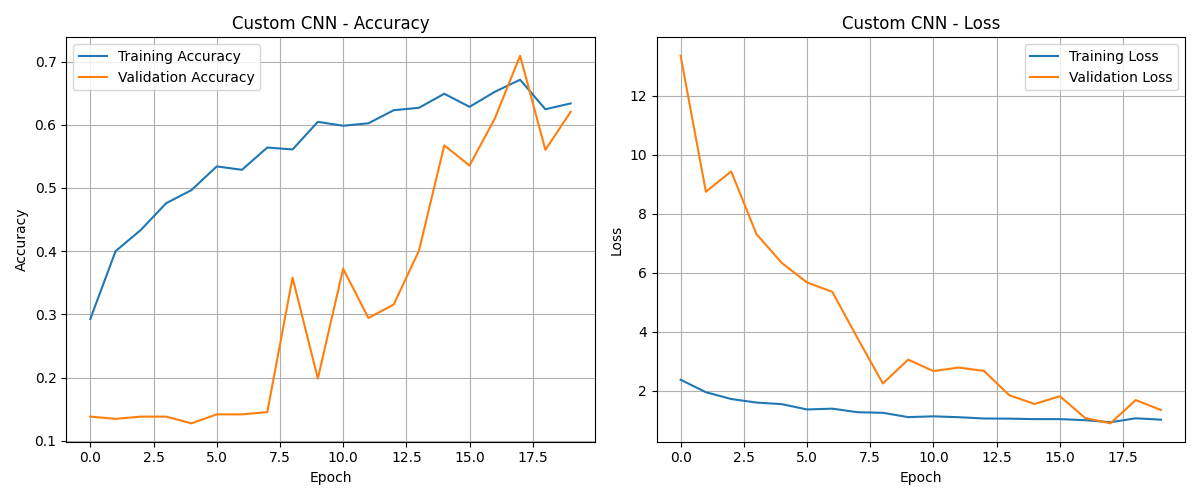 Custom CNN - Accuracy
Training Accuracy
Validation Accuracy
0.7
0.6
0.5
0.4
0.3
0.2
0.1
Accuracy
0.0 2.5 5.0 7.5 10.0 12.5 15.0 17.5
Epoch
Custom CNN - Loss
Training Loss
Validation Loss
12
10
8
6
4
2
Loss
0.0 2.5 5.0 7.5 10.0 12.5 15.0 17.5
Epoch